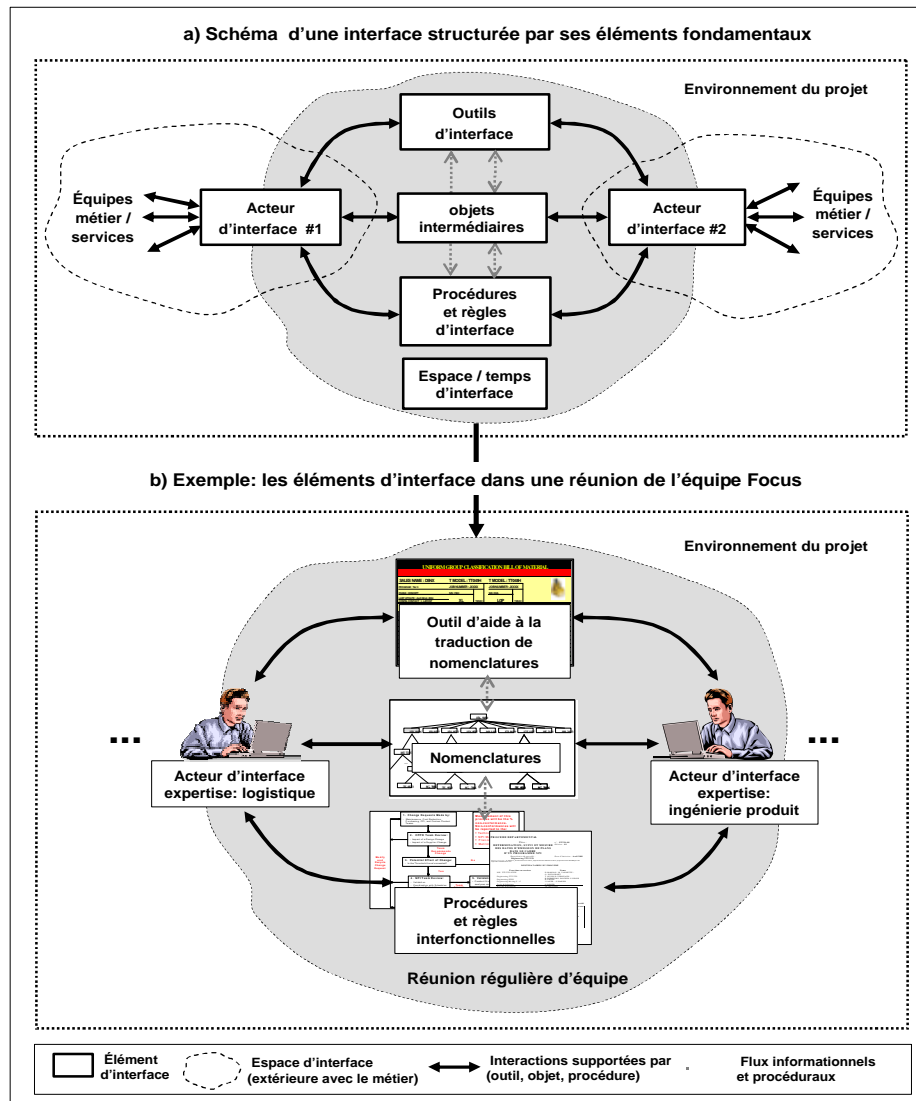 a) Schéma d'une interface structurée par ses éléments fondamentaux
Environnement du projet
Outils
d'interface
Équipes
métier /
services
Acteur
d'interface #1
objets
intermédiaires
Acteur
d'interface #2
Équipes
métier /
services
Procédures
et règles
d'interface
Espace / temps
d'interface
b) Exemple: les éléments d'interface dans une réunion de l'équipe Focus
Environnement du projet
UNIFORM GROUP CLASSIFICATION BILL OF MATERIAL
Outil d'aide à la
traduction de
nomenclatures
...
Nomenclatures
...
Acteur d'interface
expertise: logistique
Acteur d'interface
expertise:
ingénierie produit
Procédures
et règles
interfonctionnelles
Réunion régulière d'équipe
Élément
d'interface
Espace d'interface
(extérieure avec le métier)
Interactions supportées par
(outil, objet, procédure)
Flux informationnels
et procéduraux